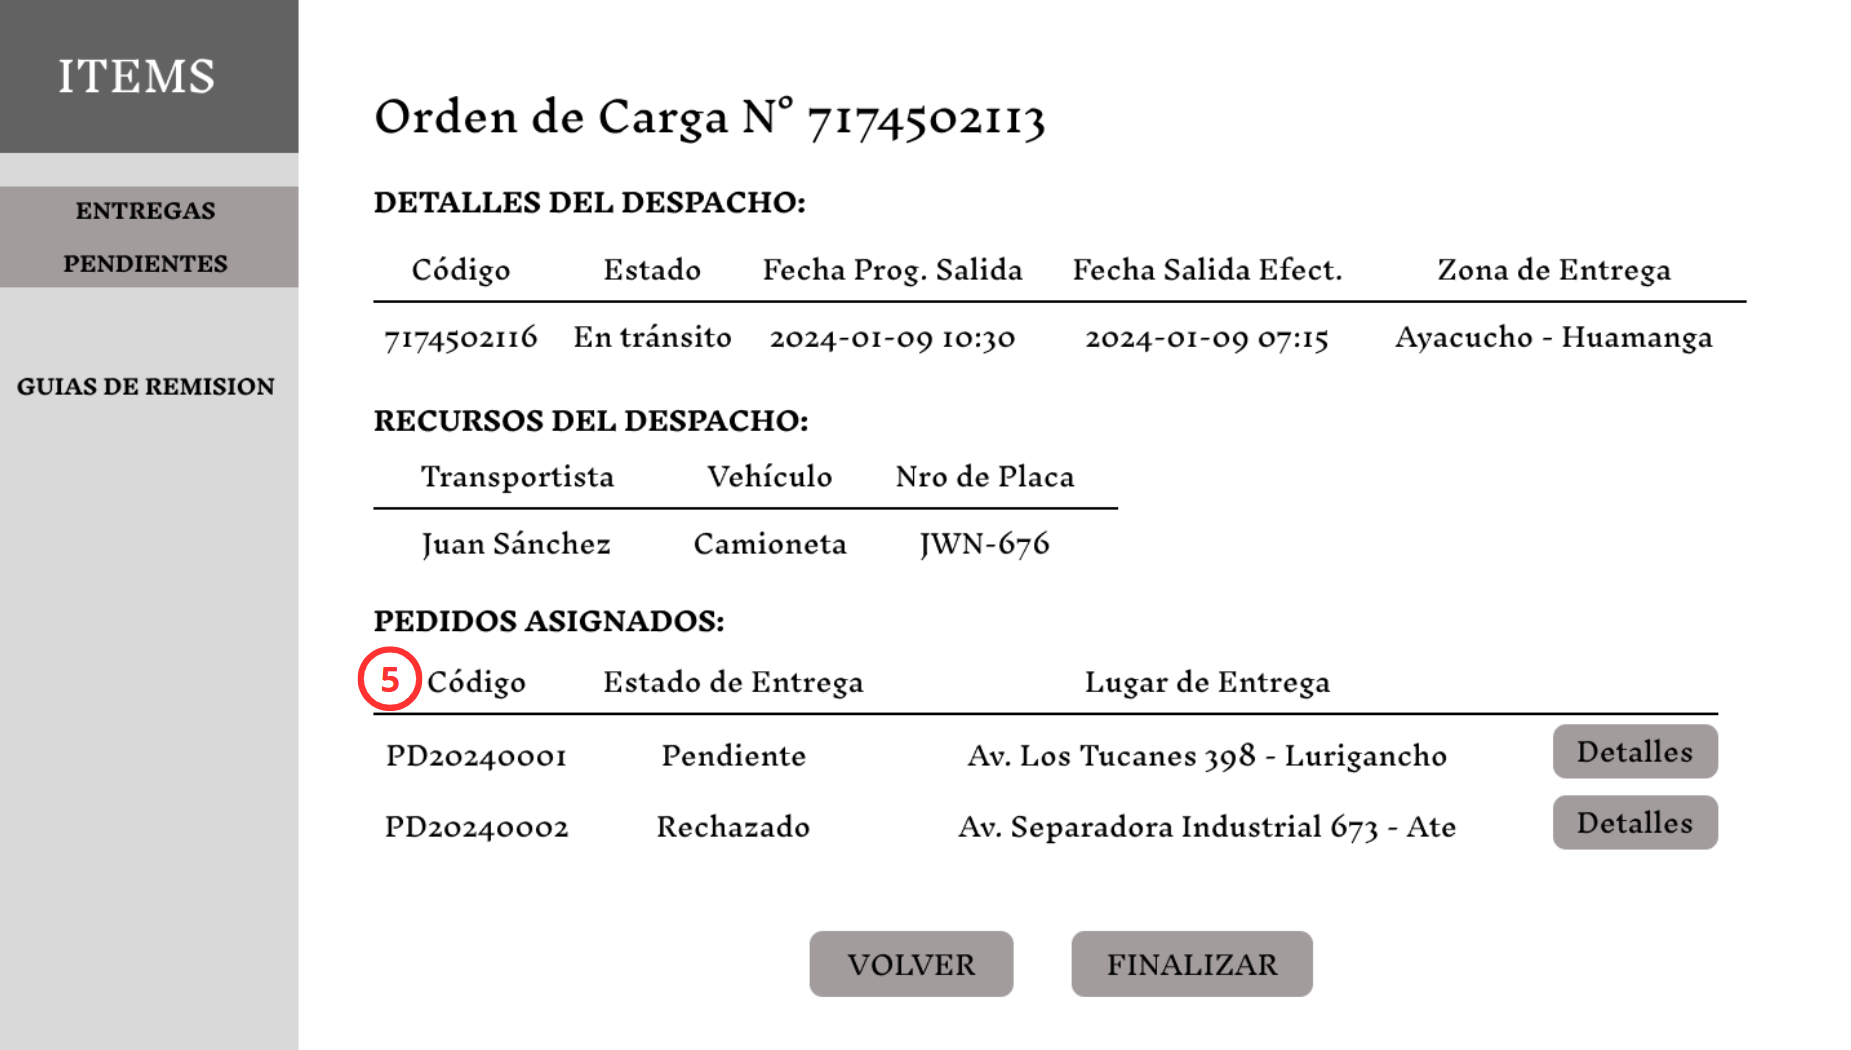 ITEMS
ENTREGAS
PENDIENTES
GUIAS DE REMISION
Orden de Carga N° 7174502113
DETALLES DEL DESPACHO:
Código Estado Fecha Prog. Salida Fecha Salida Efect. Zona de Entrega
7174502116 En tránsito 2024-01-09 10:30 2024-01-09 07:15 Ayacucho - Huamanga
RECURSOS DEL DESPACHO:
Transportista Vehículo Nro de Placa
Juan Sánchez Camioneta JWN-676
PEDIDOS ASIGNADOS:
5 Código Estado de Entrega Lugar de Entrega
PD20240001 Pendiente Av. Los Tucanes 398 - Lurigancho Detalles
PD20240002 Rechazado Av. Separadora Industrial 673 - Ate Detalles
VOLVER FINALIZAR